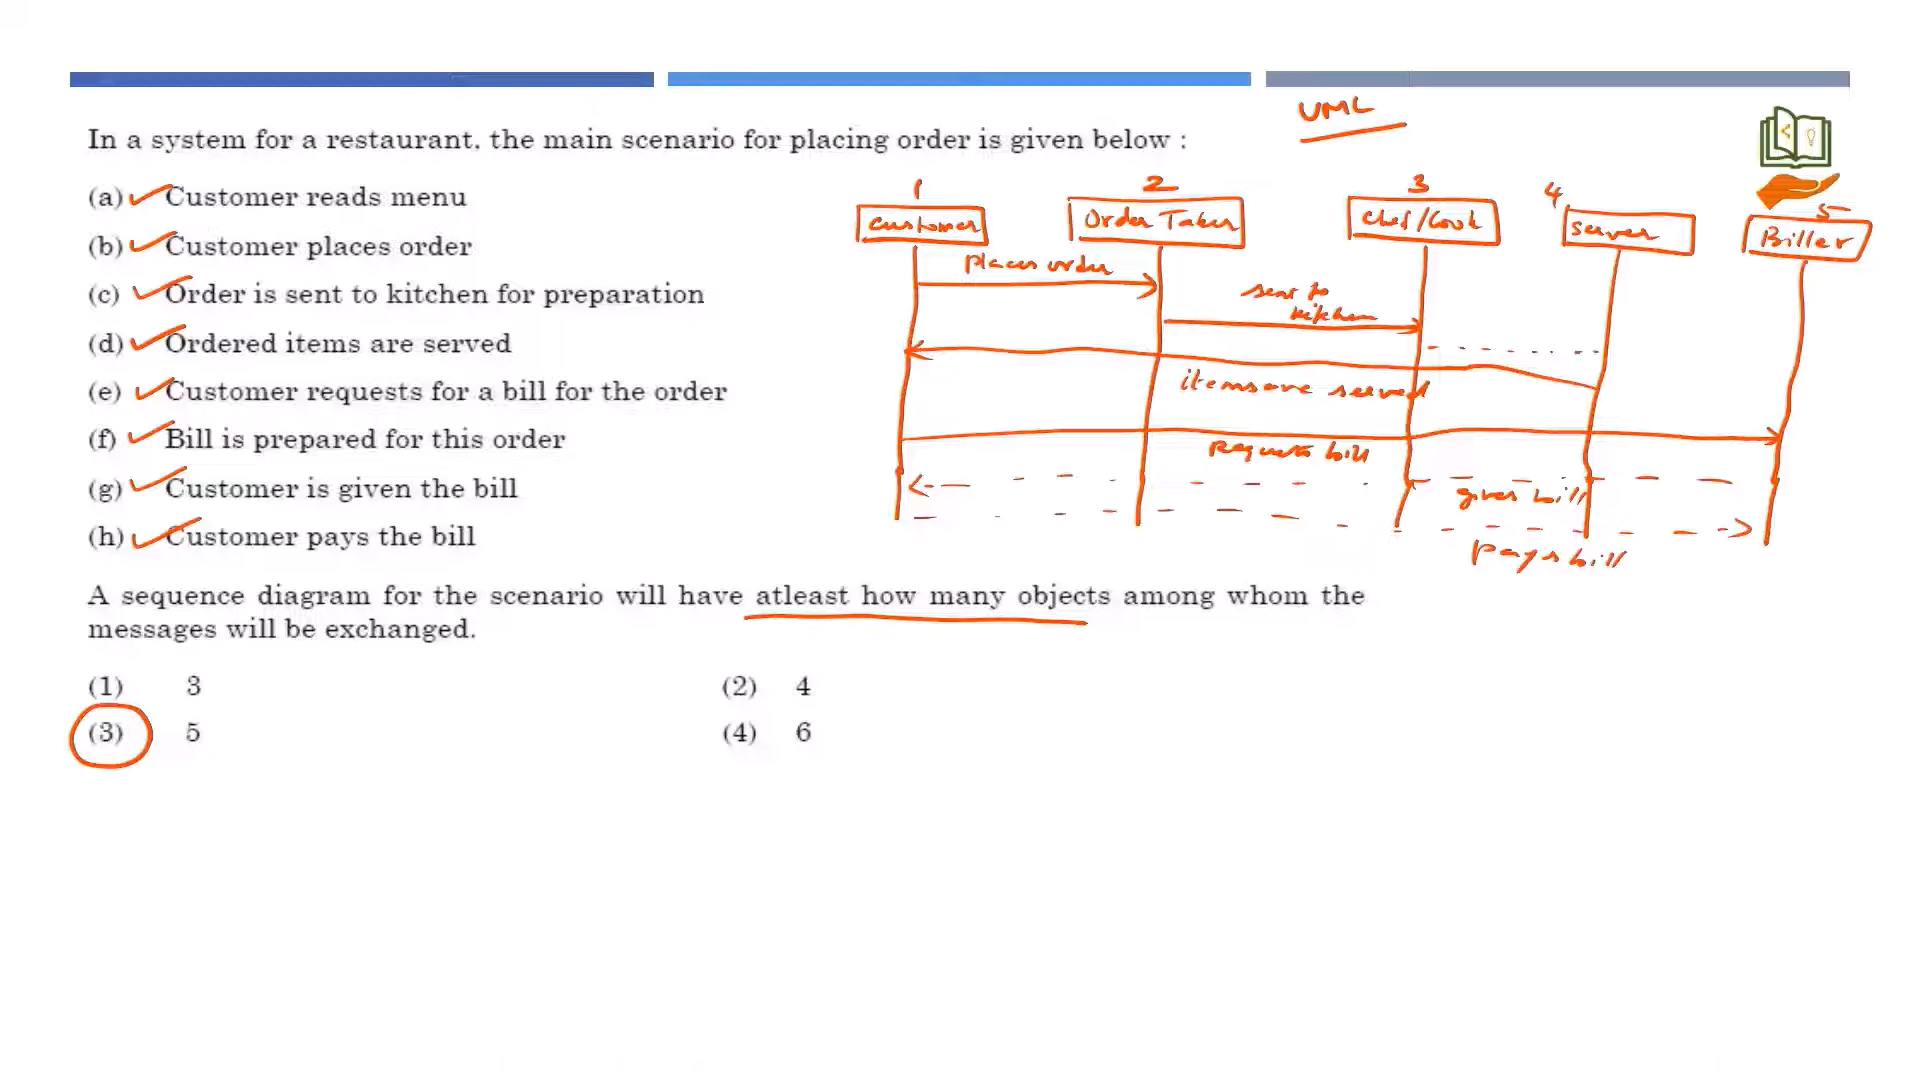 UML
In a system for a restaurant, the main scenario for placing order is given below :
(a) Customer reads menu
(b) Customer places order
(c) Order is sent to kitchen for preparation
(d) Ordered items are served
(e) Customer requests for a bill for the order
(f) Bill is prepared for this order
(g) Customer is given the bill
(h) Customer pays the bill
A sequence diagram for the scenario will have atleast how many objects among whom the
messages will be exchanged.
(1) 3
(2) 4
(3) 5
(4) 6
1 2 3 4 5
Customer Order Taker Chef/Cook Server Biller
places order
sent to
kitchen
items are served
Request bill
gives bill
pays bill